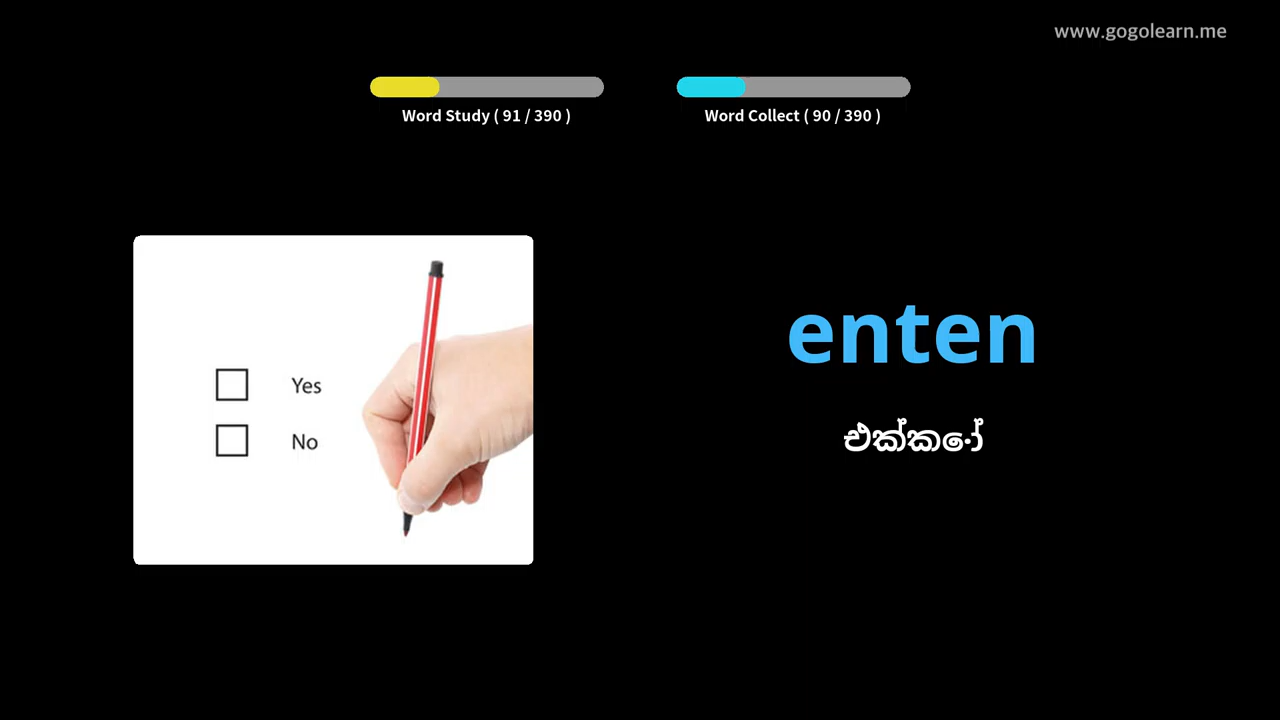 www.gogolearn.me
Word Study ( 91 / 390 )
Word Collect ( 90 / 390 )
Yes
No
enten
එක්කෝ